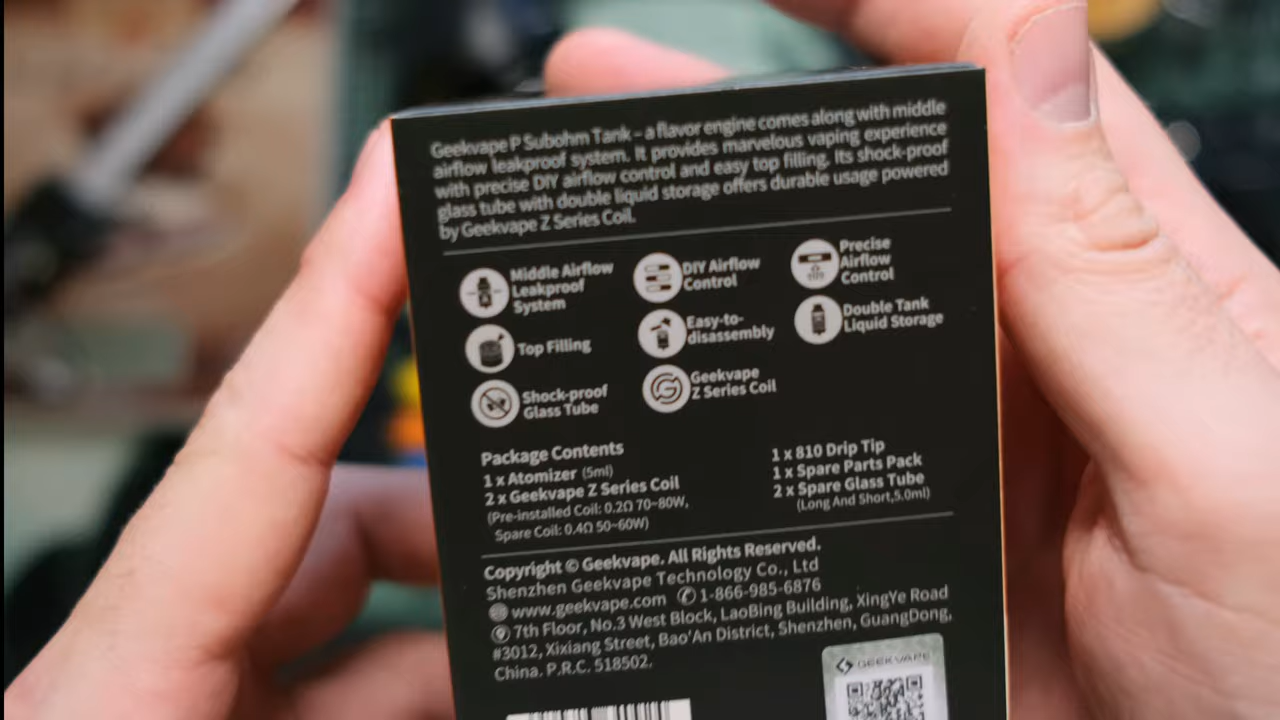 Geekvape P Subohm Tank – a flavor engine comes along with middle
airflow leakproof system. It provides marvelous vaping experience
with precise DIY airflow control and easy top filling. Its shock-proof
glass tube with double liquid storage offers durable usage powered
by Geekvape Z Series Coil.
Middle Airflow
Leakproof
System
DIY Airflow
Control
Precise
Airflow
Control
Top Filling
Easy-to-
disassembly
Double Tank
Liquid Storage
Shock-proof
Glass Tube
Geekvape
Z Series Coil
Package Contents
1 x Atomizer (5ml)
2 x Geekvape Z Series Coil
(Pre-installed Coil: 0.2Ω 70~80W,
Spare Coil: 0.4Ω 50~60W)
1 x 810 Drip Tip
1 x Spare Parts Pack
2 x Spare Glass Tube
(Long And Short,5.0ml)
Copyright © Geekvape. All Rights Reserved.
Shenzhen Geekvape Technology Co., Ltd
www.geekvape.com 1-866-985-6876
7th Floor, No.3 West Block, LaoBing Building, XingYe Road
#3012, Xixiang Street, Bao'An District, Shenzhen, GuangDong,
China. P.R.C. 518502.
GEEKVAPE